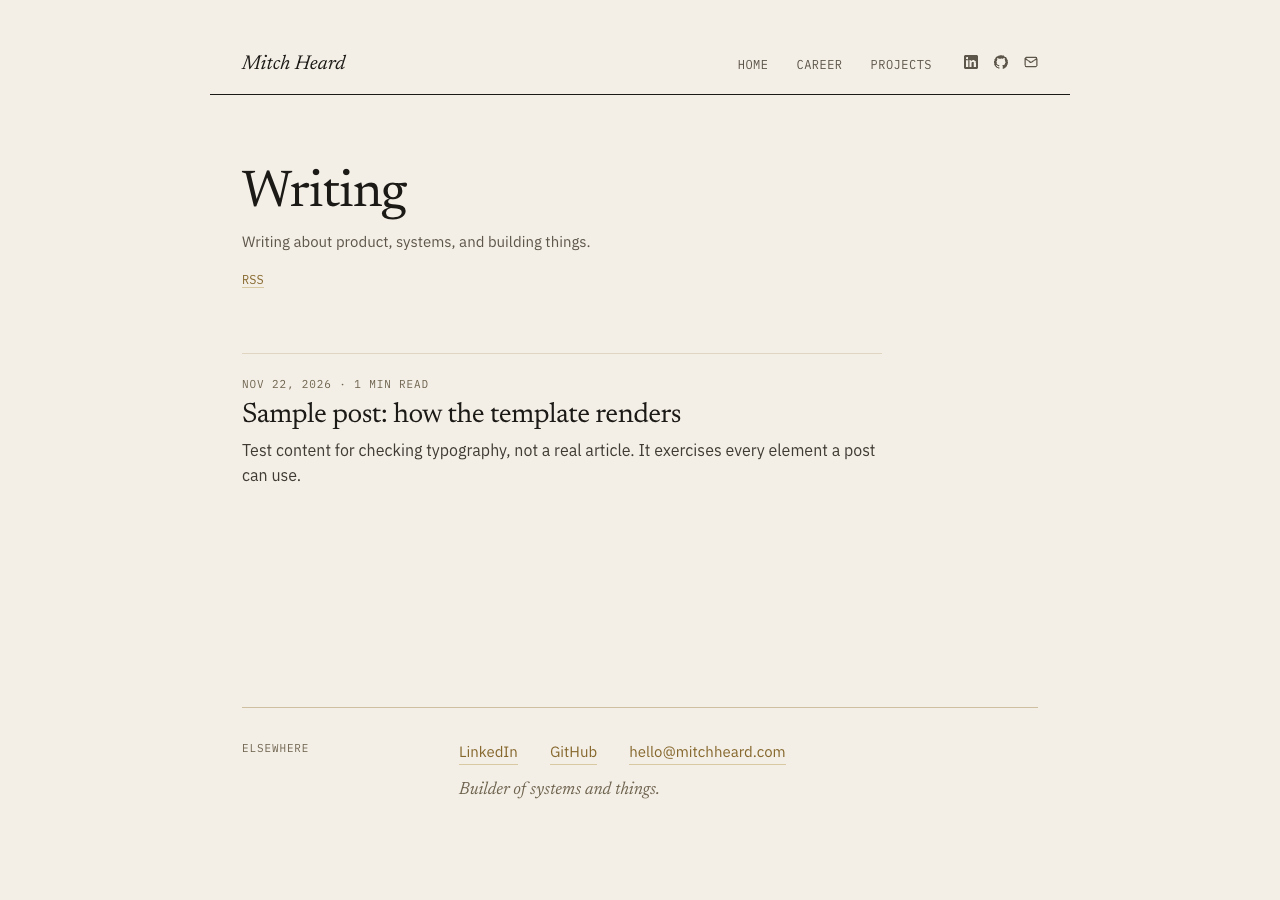 Mitch Heard
HOME CAREER PROJECTS
Writing
Writing about product, systems, and building things.
RSS
NOV 22, 2026 · 1 MIN READ
Sample post: how the template renders
Test content for checking typography, not a real article. It exercises every element a post
can use.
ELSEWHERE
LinkedIn GitHub hello@mitchheard.com
Builder of systems and things.